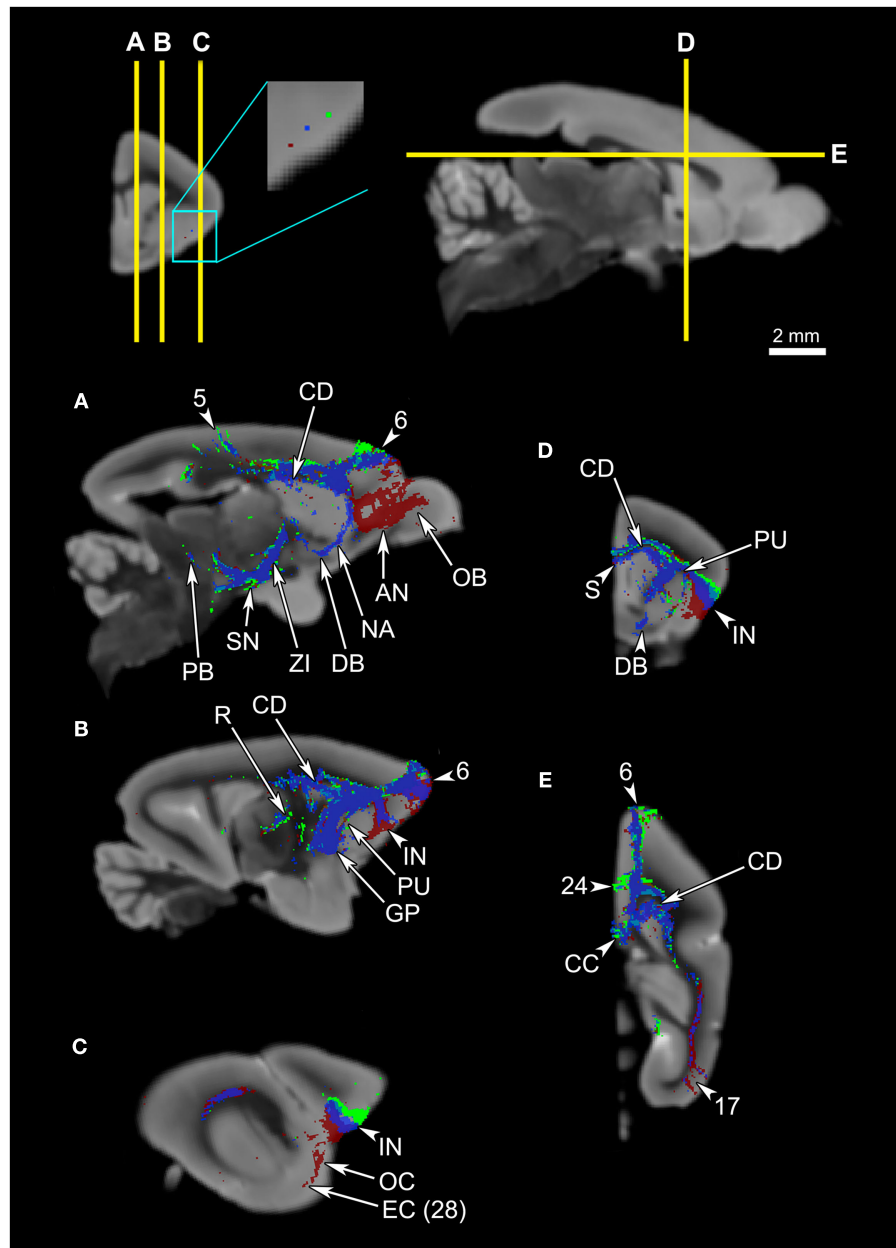 A B C
D
E
2 mm
A
5
CD
6
OB
AN
NA
DB
ZI
SN
PB
D
CD
PU
S
IN
DB
B
R
CD
6
IN
PU
GP
E
6
CD
24
CC
17
C
IN
OC
EC (28)